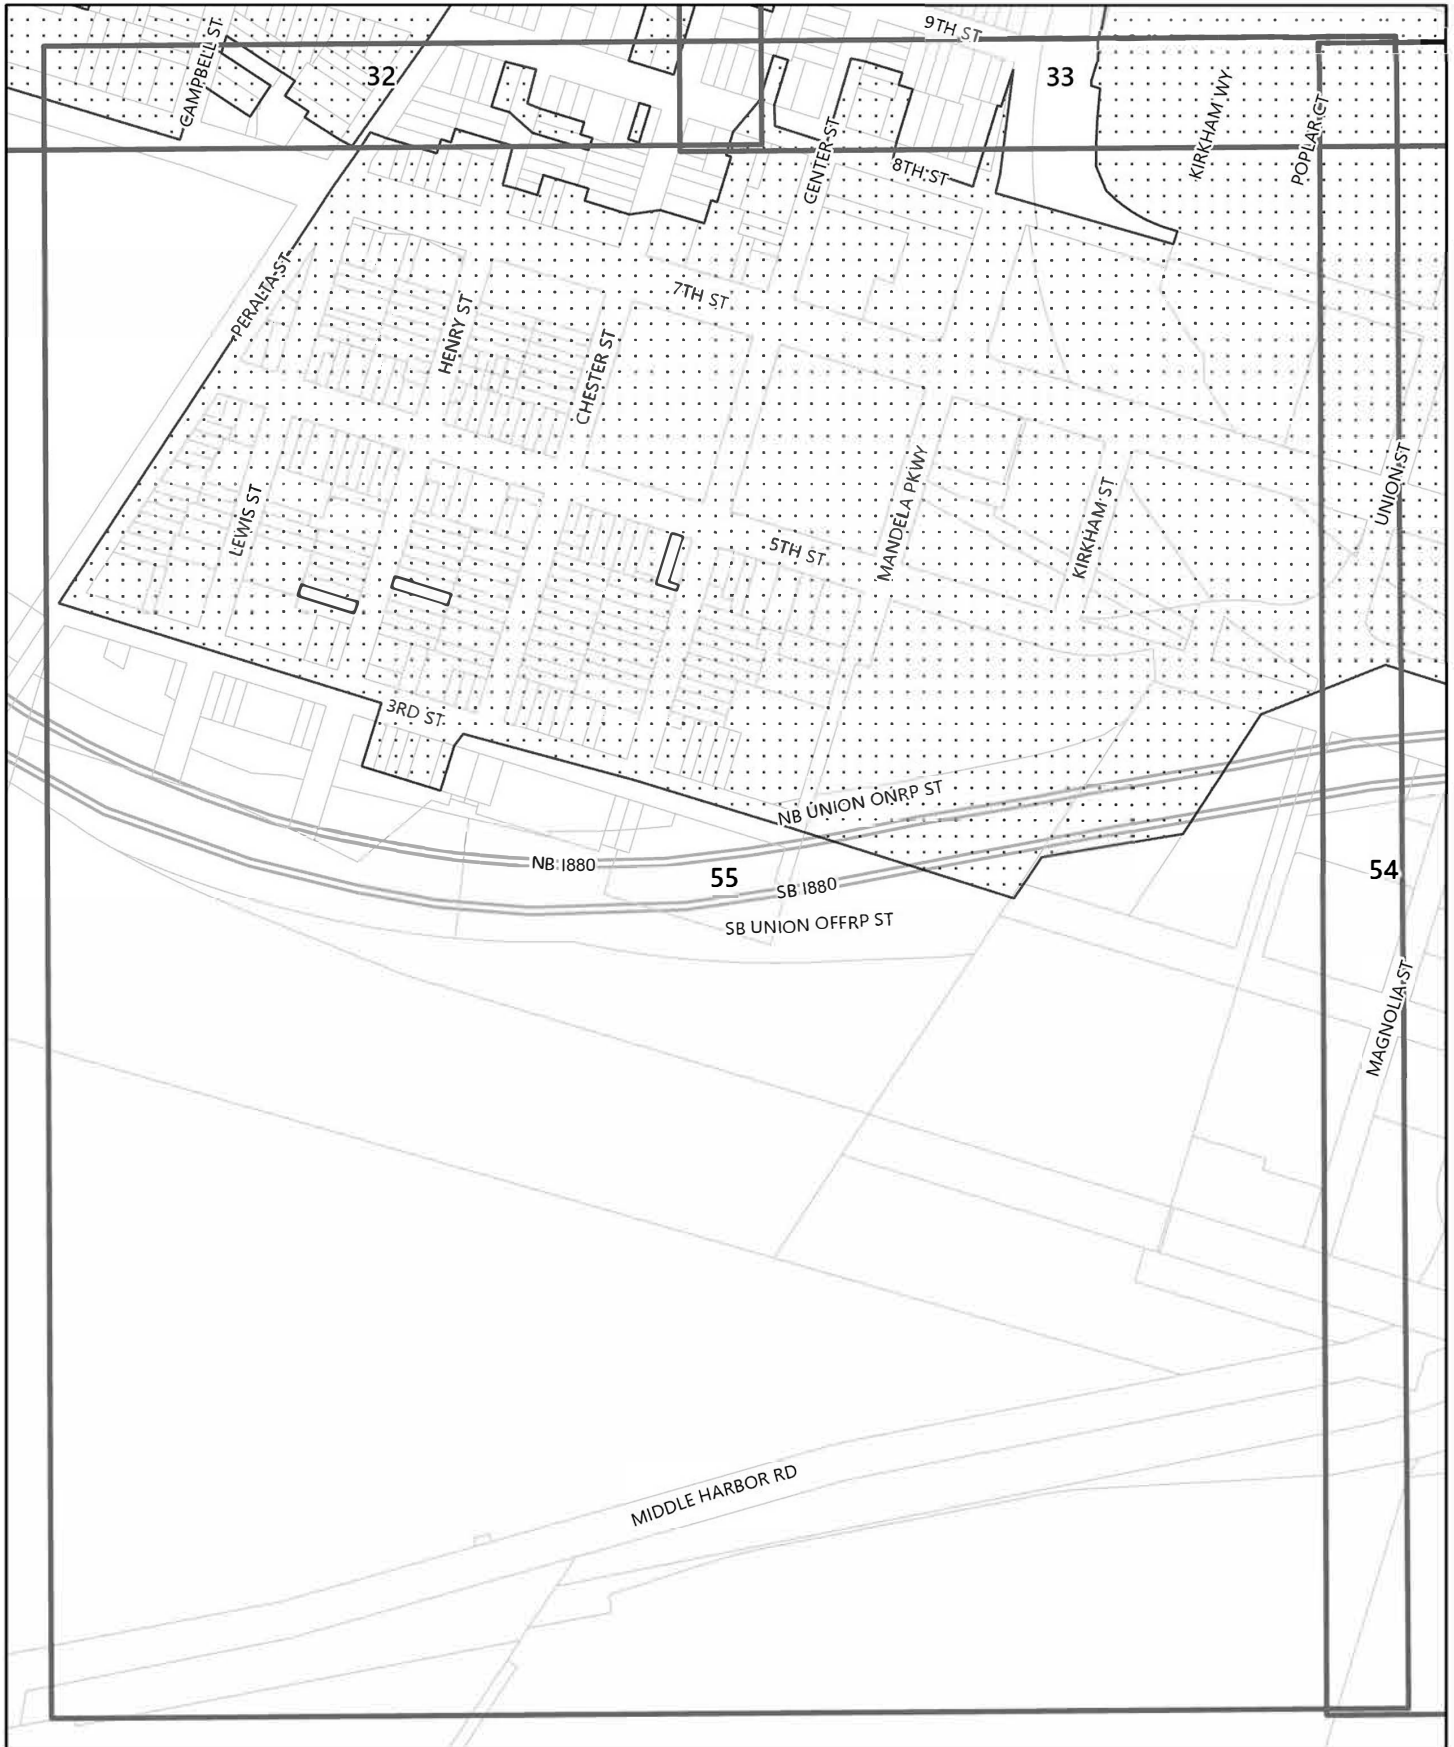 9TH ST
CAMPBELL ST
32
33
KIRKHAM WY
POPLAR CT
CENTER ST
8TH ST
PERALTA ST
7TH ST
HENRY ST
CHESTER ST
UNION ST
MANDELA PKWY
LEWIS ST
KIRKHAM ST
5TH ST
3RD ST
NB UNION ONRP ST
NB I880
55
SB I880
54
SB UNION OFFRP ST
MAGNOLIA ST
MIDDLE HARBOR RD